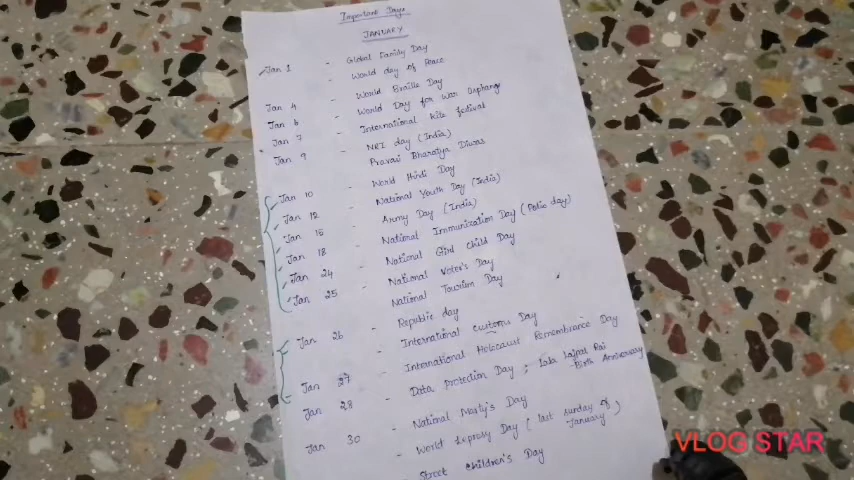 Important Days
JANNARY
Jan 1 - Global Family Day
- World day of Peace
Jan 4 - World Braille Day
Jan 6 - World Day for War Orphans
Jan 7 - International kite festival
Jan 9 - NRI day (India)
Pravasi Bharatiya Diwas
Jan 10 - World Hindi Day
Jan 12 - National Youth Day (India)
Jan 15 - Army Day (India)
Jan 18 - National Immunization Day (Polio day)
Jan 24 - National Girl child Day
Jan 25 - National Voter's Day
National Tourism Day
Jan 26 - Republic day
- International customs Day
Jan 27 - International Holocaust Remembrance Day
Jan 28 - Data Protection Day ; Lala Lajpat Rai
Birth Anniversary
Jan 30 - National Marty's Day
- World Leprosy Day ( last sunday of
January )
- Street children's Day
VLOG STAR